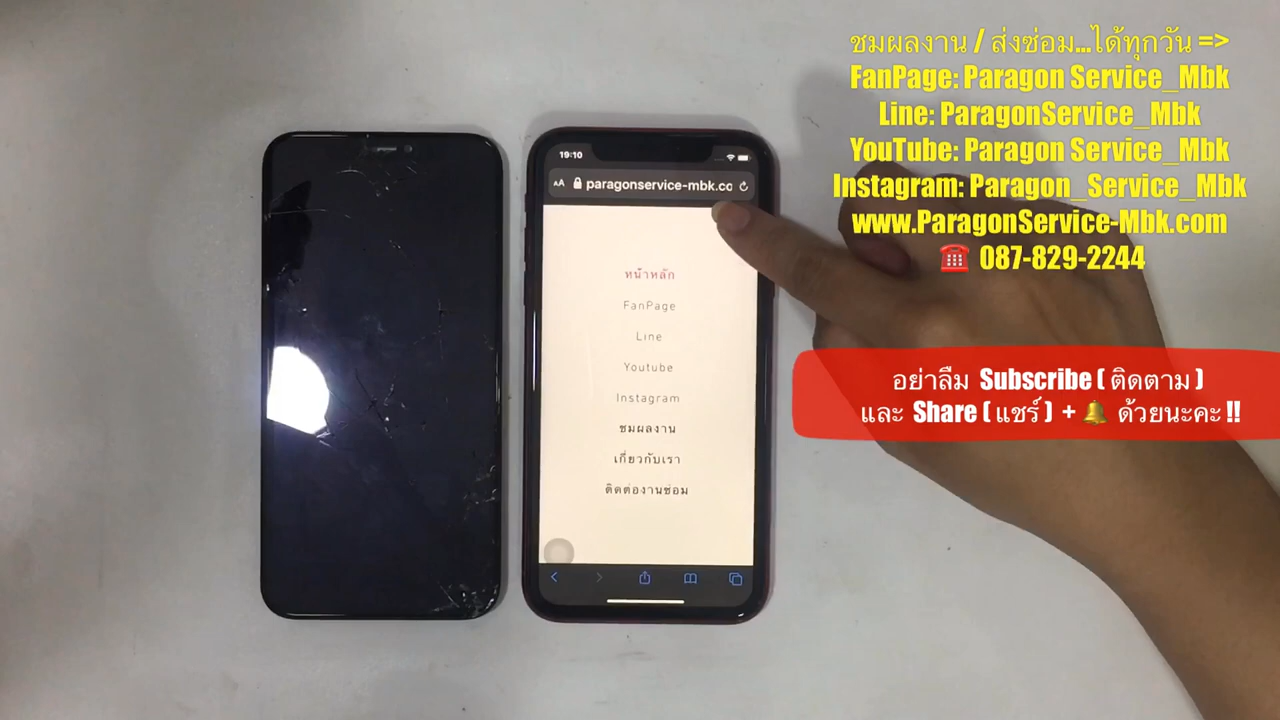 ชมผลงาน / ส่งซ่อม...ได้ทุกวัน =>
FanPage: Paragon Service_Mbk
Line: ParagonService_Mbk
YouTube: Paragon Service_Mbk
Instagram: Paragon_Service_Mbk
www.ParagonService-Mbk.com
☎️ 087-829-2244
19:10
AA paragonservice-mbk.co
หน้าหลัก
FanPage
Line
Youtube
Instagram
ชมผลงาน
เกี่ยวกับเรา
ติดต่องานซ่อม
อย่าลืม Subscribe ( ติดตาม )
และ Share ( แชร์ ) + 🔔 ด้วยนะคะ !!